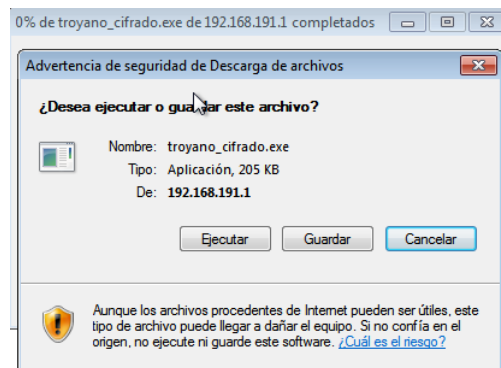 0% de troyano_cifrado.exe de 192.168.191.1 completados
Advertencia de seguridad de Descarga de archivos
¿Desea ejecutar o guardar este archivo?
Nombre: troyano_cifrado.exe
Tipo: Aplicación, 205 KB
De: 192.168.191.1
Ejecutar Guardar Cancelar
Aunque los archivos procedentes de Internet pueden ser útiles, este
tipo de archivo puede llegar a dañar el equipo. Si no confía en el
origen, no ejecute ni guarde este software. ¿Cuál es el riesgo?